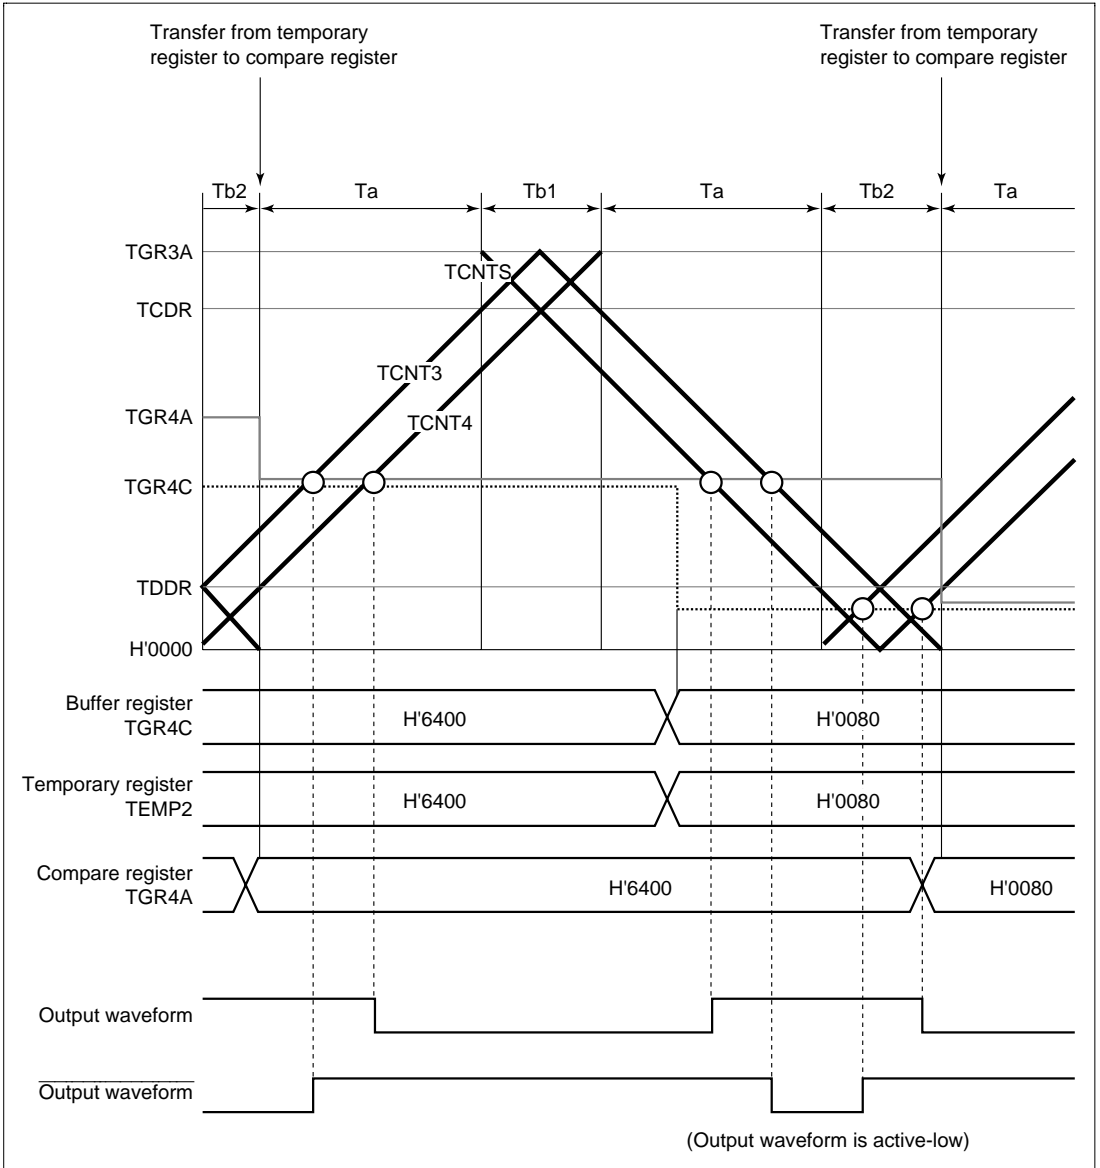 Transfer from temporary
register to compare register
Transfer from temporary
register to compare register
Tb2
Ta
Tb1
Ta
Tb2
Ta
TGR3A
TCNTS
TCDR
TCNT3
TGR4A
TCNT4
TGR4C
TDDR
H'0000
Buffer register
TGR4C
H'6400
H'0080
Temporary register
TEMP2
H'6400
H'0080
Compare register
TGR4A
H'6400
H'0080
Output waveform
Output waveform
(Output waveform is active-low)